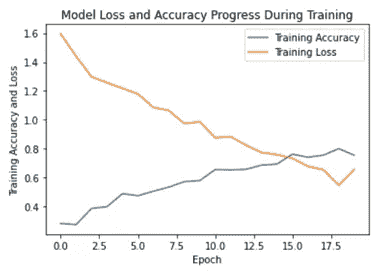 Model Loss and Accuracy Progress During Training
Training Accuracy
Training Loss
Training Accuracy and Loss
1.6
1.4
1.2
1.0
0.8
0.6
0.4
0.0 2.5 5.0 7.5 10.0 12.5 15.0 17.5
Epoch